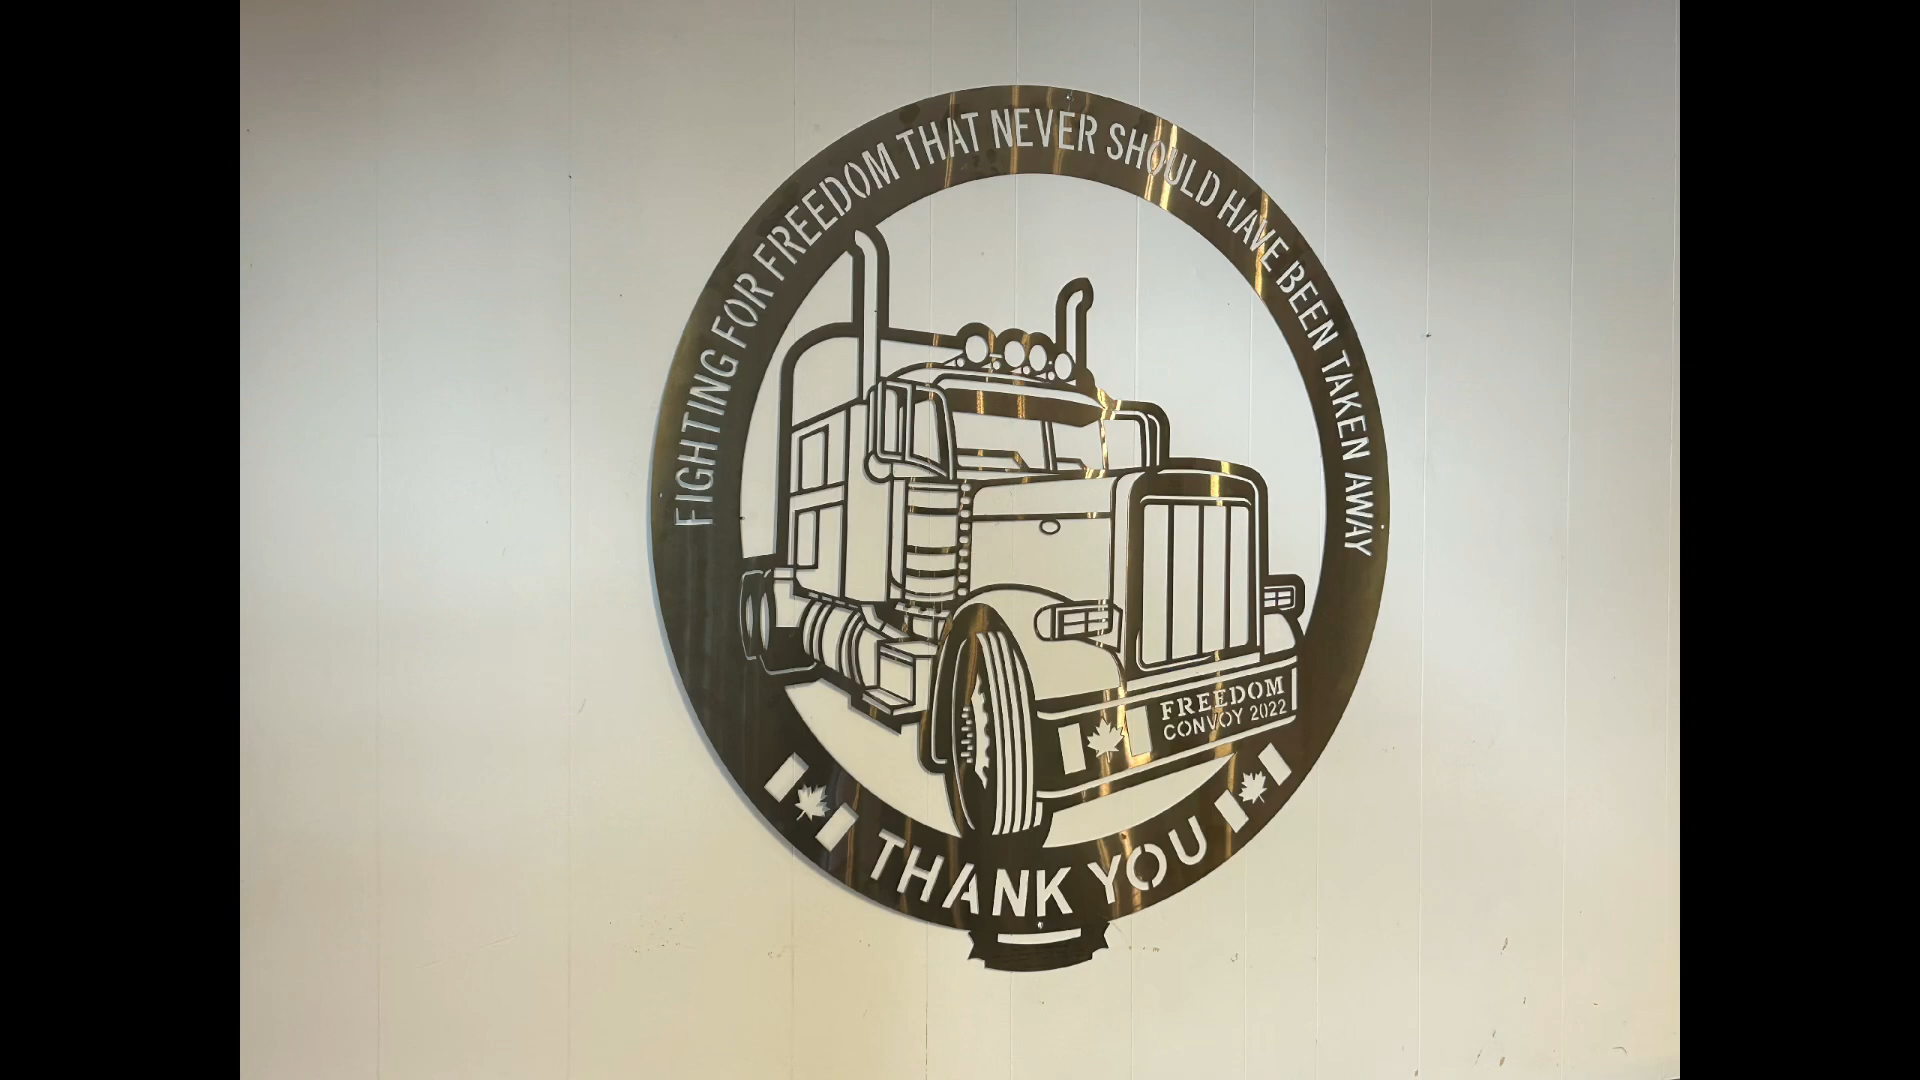 FIGHTING FOR FREEDOM THAT NEVER SHOULD HAVE BEEN TAKEN AWAY
FREEDOM
CONVOY 2022
THANK YOU